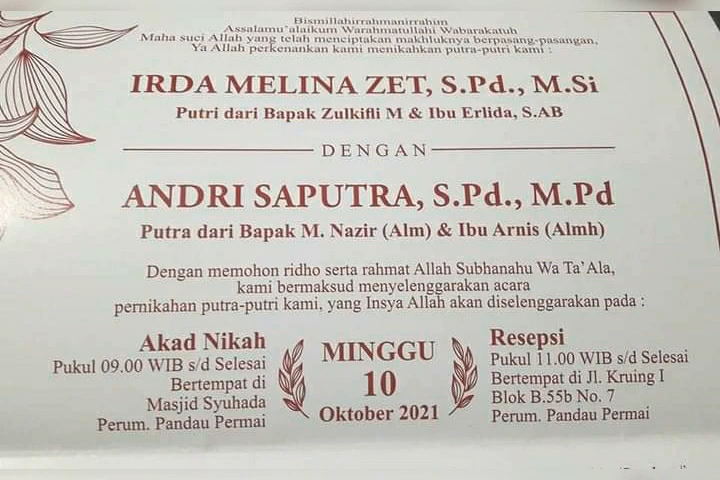 Bismillahirrahmanirrahim
Assalamu'alaikum Warahmatullahi Wabarakatuh
Maha suci Allah yang telah menciptakan makhluknya berpasang-pasangan,
Ya Allah perkenankan kami menikahkan putra-putri kami :
IRDA MELINA ZET, S.Pd., M.Si
Putri dari Bapak Zulkifli M & Ibu Erlida, S.AB
DENGAN
ANDRI SAPUTRA, S.Pd., M.Pd
Putra dari Bapak M. Nazir (Alm) & Ibu Arnis (Almh)
Dengan memohon ridho serta rahmat Allah Subhanahu Wa Ta'Ala,
kami bermaksud menyelenggarakan acara
pernikahan putra-putri kami, yang Insya Allah akan diselenggarakan pada :
Akad Nikah
Pukul 09.00 WIB s/d Selesai
Bertempat di
Masjid Syuhada
Perum. Pandau Permai
MINGGU
10
Oktober 2021
Resepsi
Pukul 11.00 WIB s/d Selesai
Bertempat di Jl. Kruing I
Blok B.55b No. 7
Perum. Pandau Permai